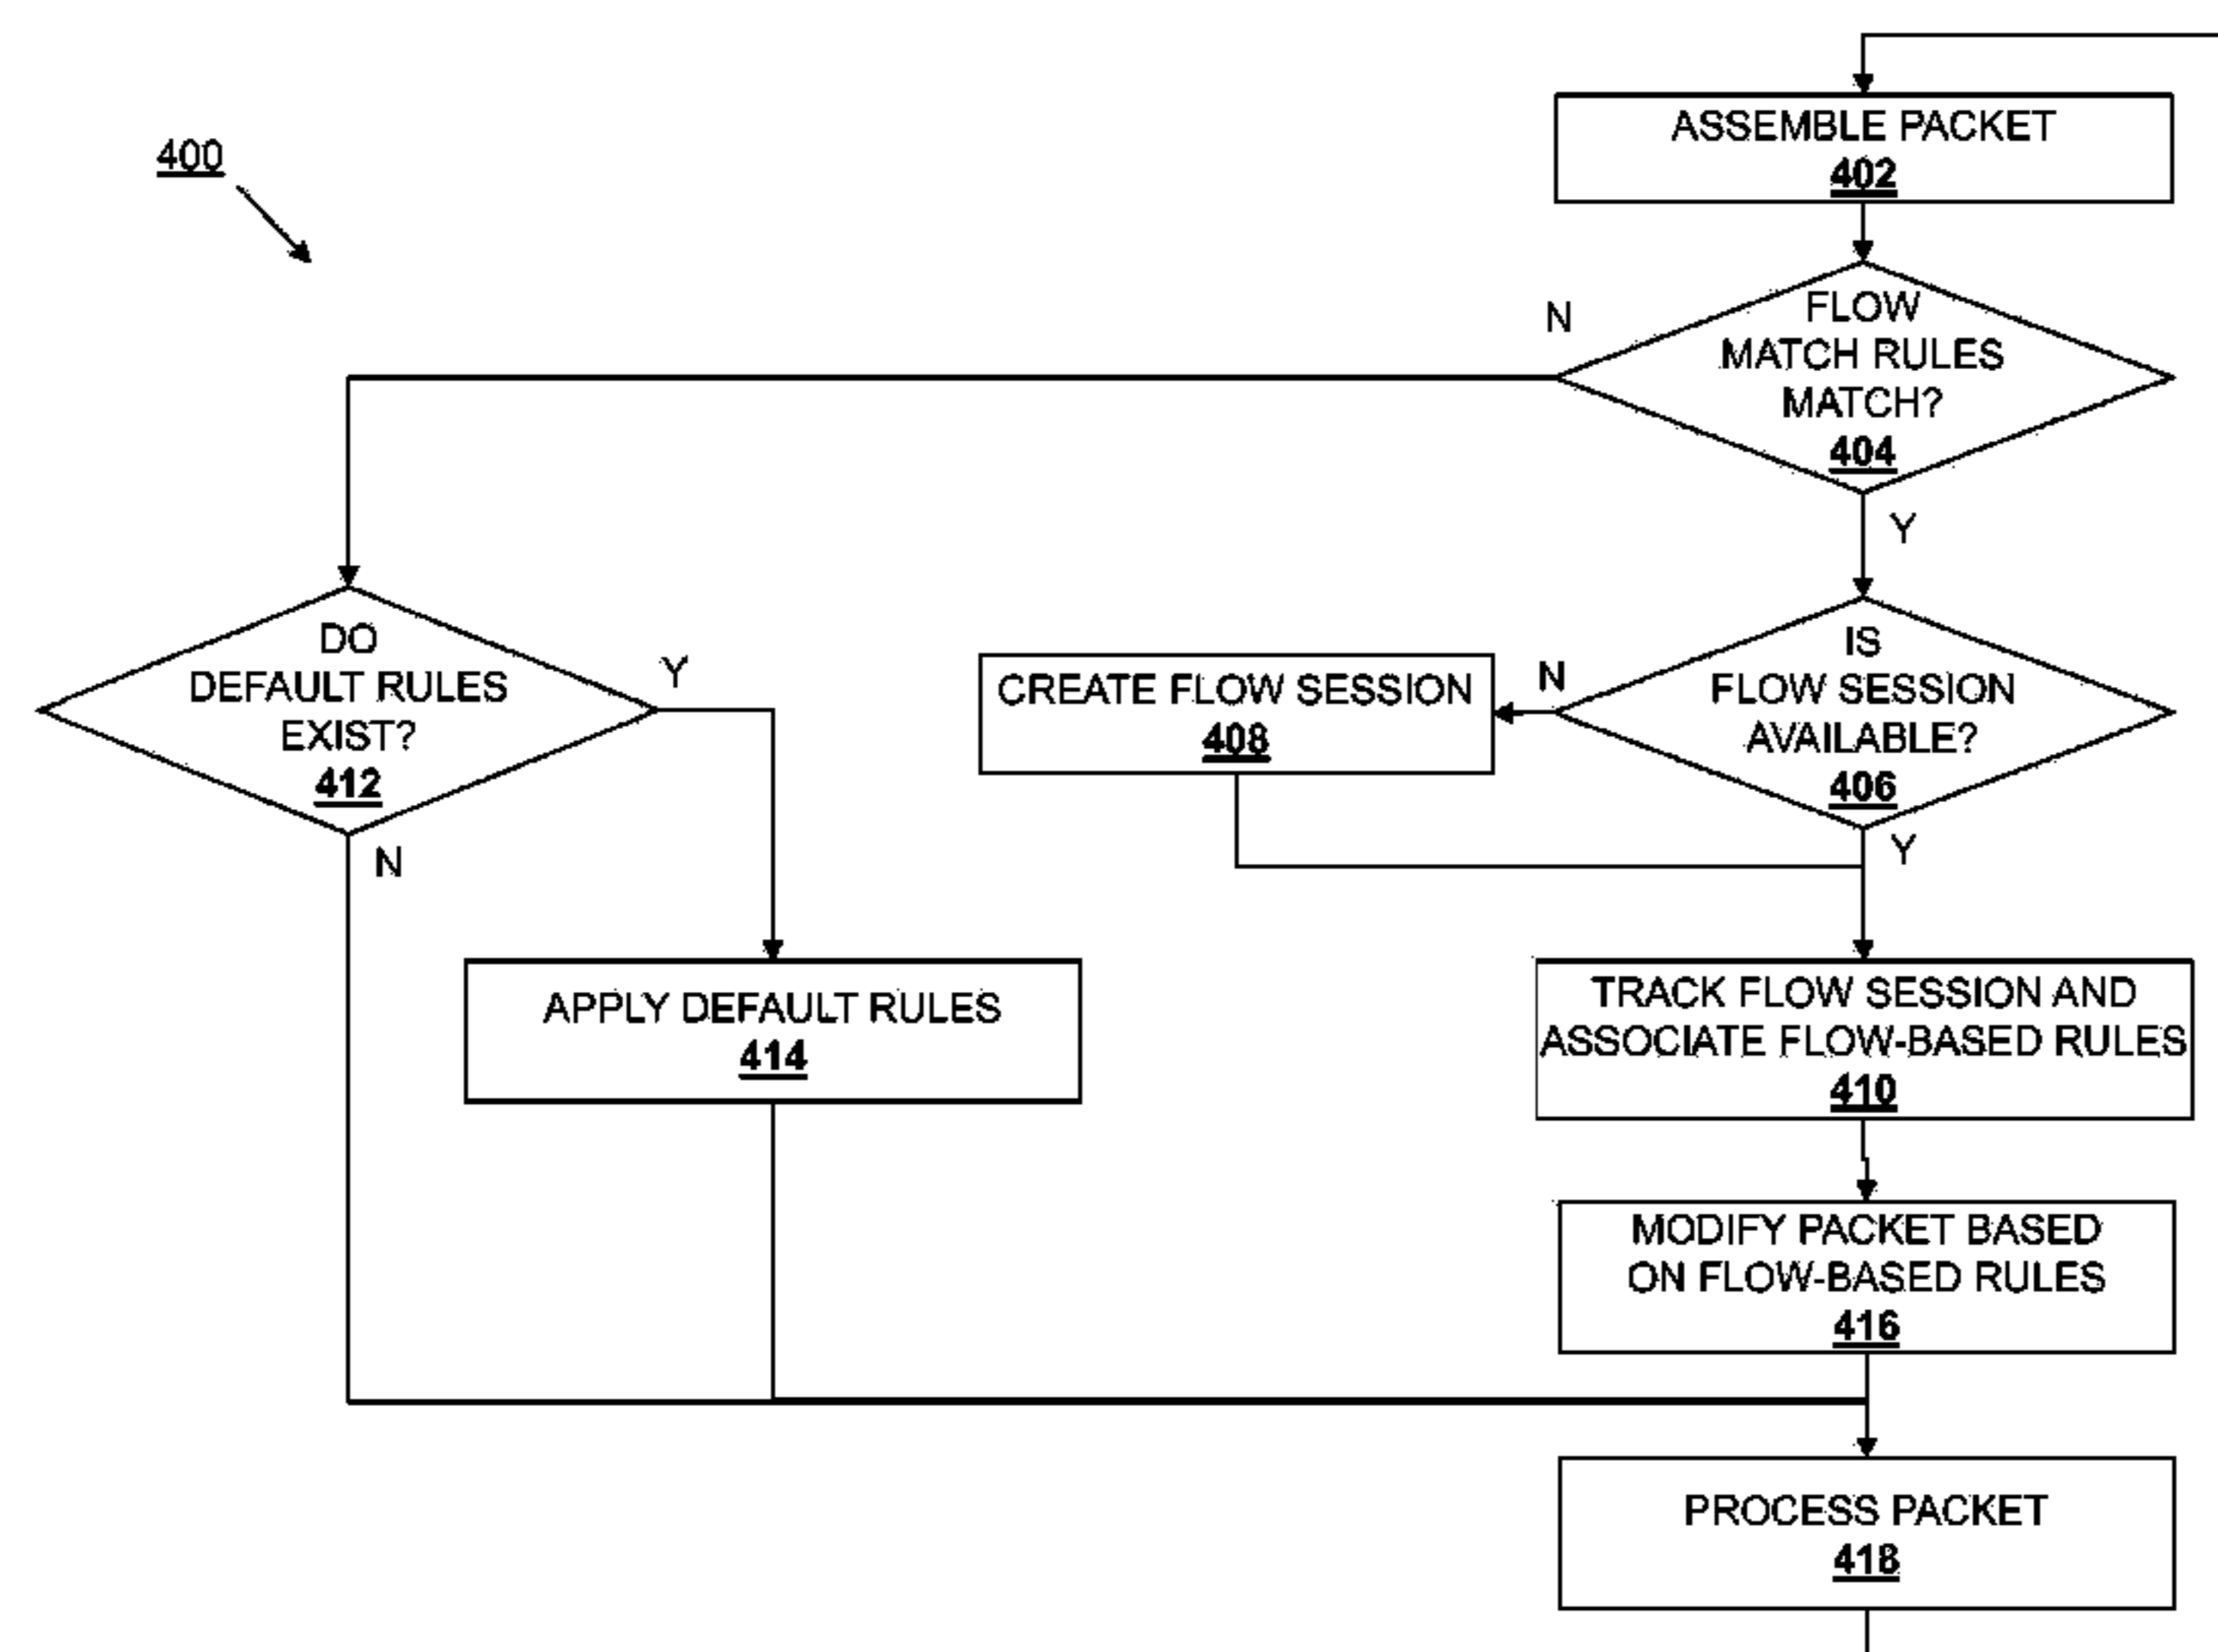 400
ASSEMBLE PACKET
402
FLOW
MATCH RULES
MATCH?
404
N
Y
DO
DEFAULT RULES
EXIST?
412
Y
N
CREATE FLOW SESSION
408
N
IS
FLOW SESSION
AVAILABLE?
406
Y
APPLY DEFAULT RULES
414
TRACK FLOW SESSION AND
ASSOCIATE FLOW-BASED RULES
410
MODIFY PACKET BASED
ON FLOW-BASED RULES
416
PROCESS PACKET
418